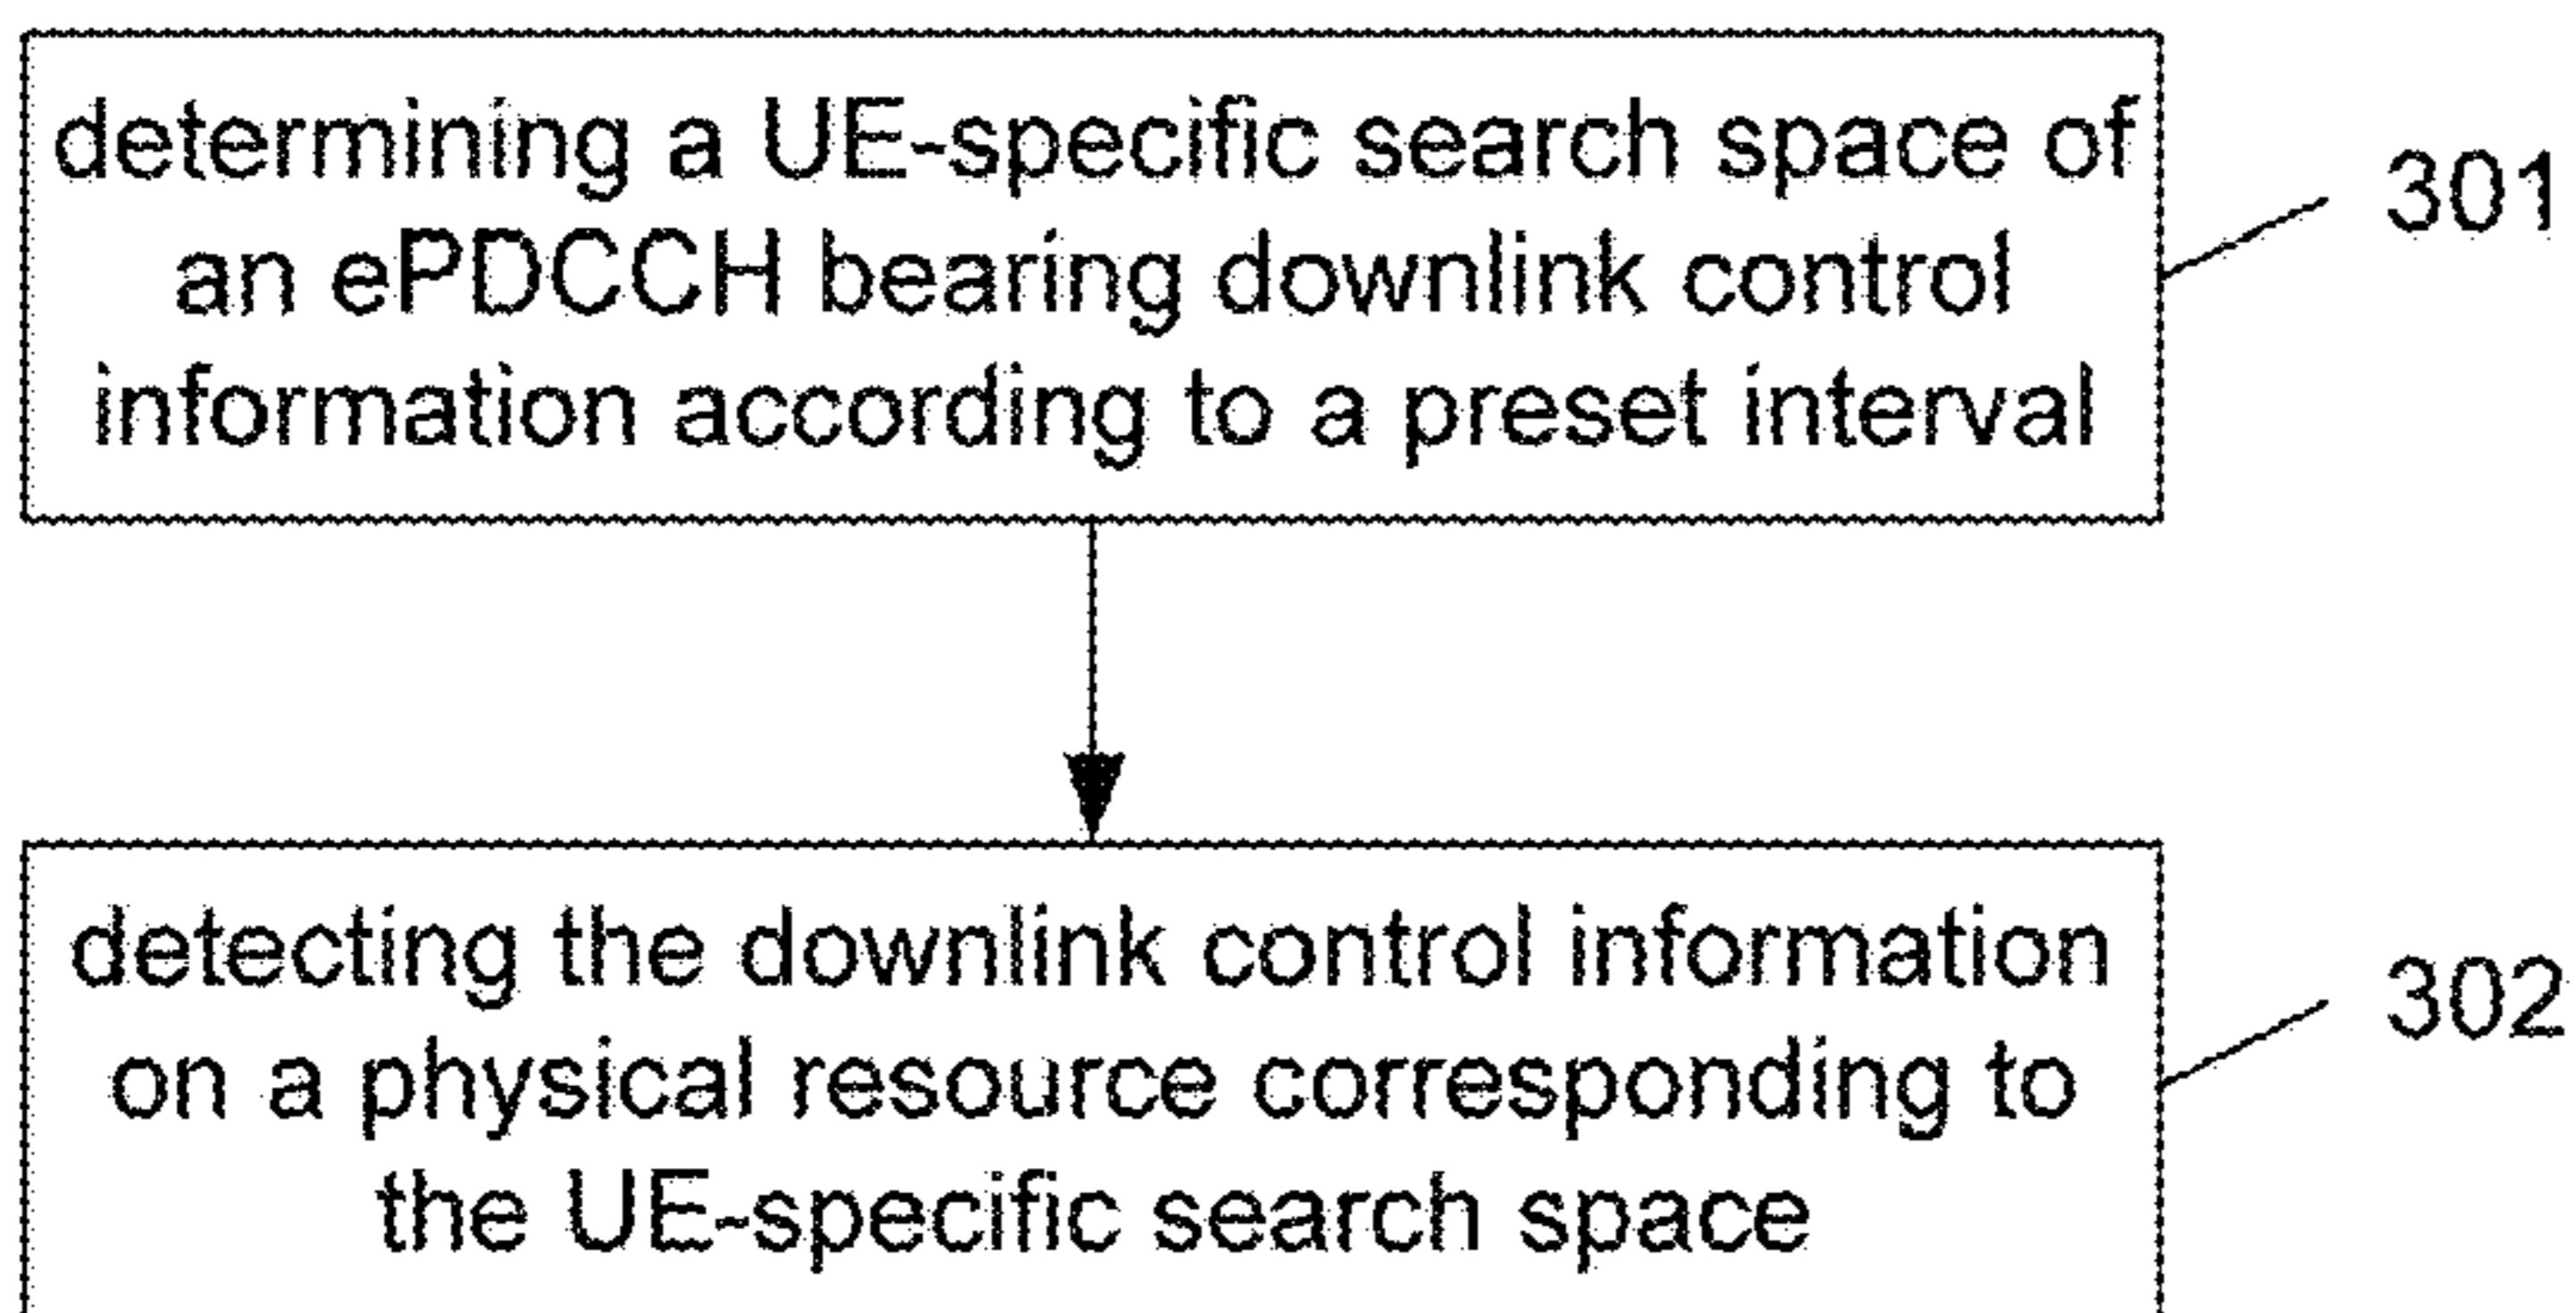 determining a UE-specific search space of
an ePDCCH bearing downlink control
information according to a preset interval
301
detecting the downlink control information
on a physical resource corresponding to
the UE-specific search space
302